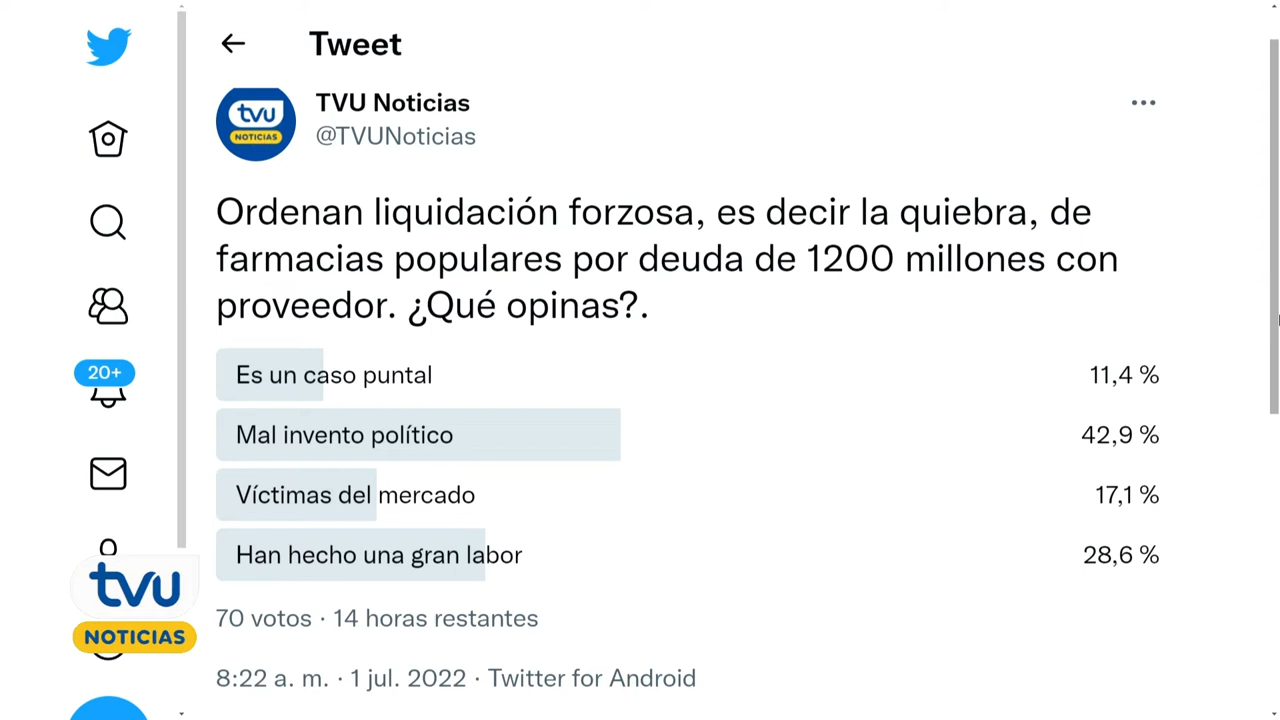 Tweet
tvu
NOTICIAS
TVU Noticias
@TVUNoticias
Ordenan liquidación forzosa, es decir la quiebra, de
farmacias populares por deuda de 1200 millones con
proveedor. ¿Qué opinas?.
20+
Es un caso puntal 11,4 %
Mal invento político 42,9 %
Víctimas del mercado 17,1 %
Han hecho una gran labor 28,6 %
tvu
NOTICIAS
70 votos · 14 horas restantes
8:22 a. m. · 1 jul. 2022 · Twitter for Android